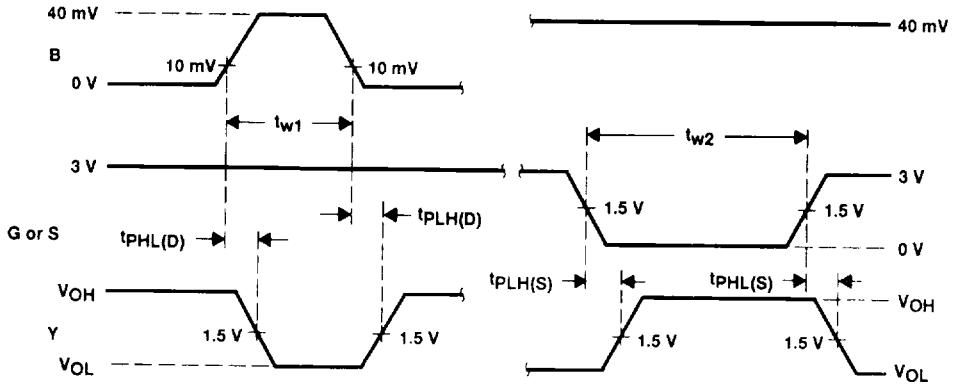 40 mV
B
10 mV
10 mV
0 V
40 mV
tw1
tw2
3 V
3 V
1.5 V
1.5 V
tPLH(D)
G or S
tPHL(D)
0 V
tPLH(S)
tPHL(S)
VOH
VOH
Y
1.5 V
1.5 V
1.5 V
1.5 V
VOL
VOL